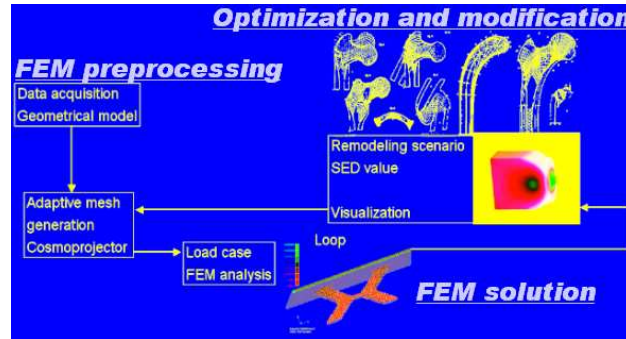 Optimization and modification
FEM preprocessing
Data acquisition
Geometrical model
Remodeling scenario
SED value
Visualization
Adaptive mesh
generation
Cosmoprojector
Load case
FEM analysis
Loop
FEM solution